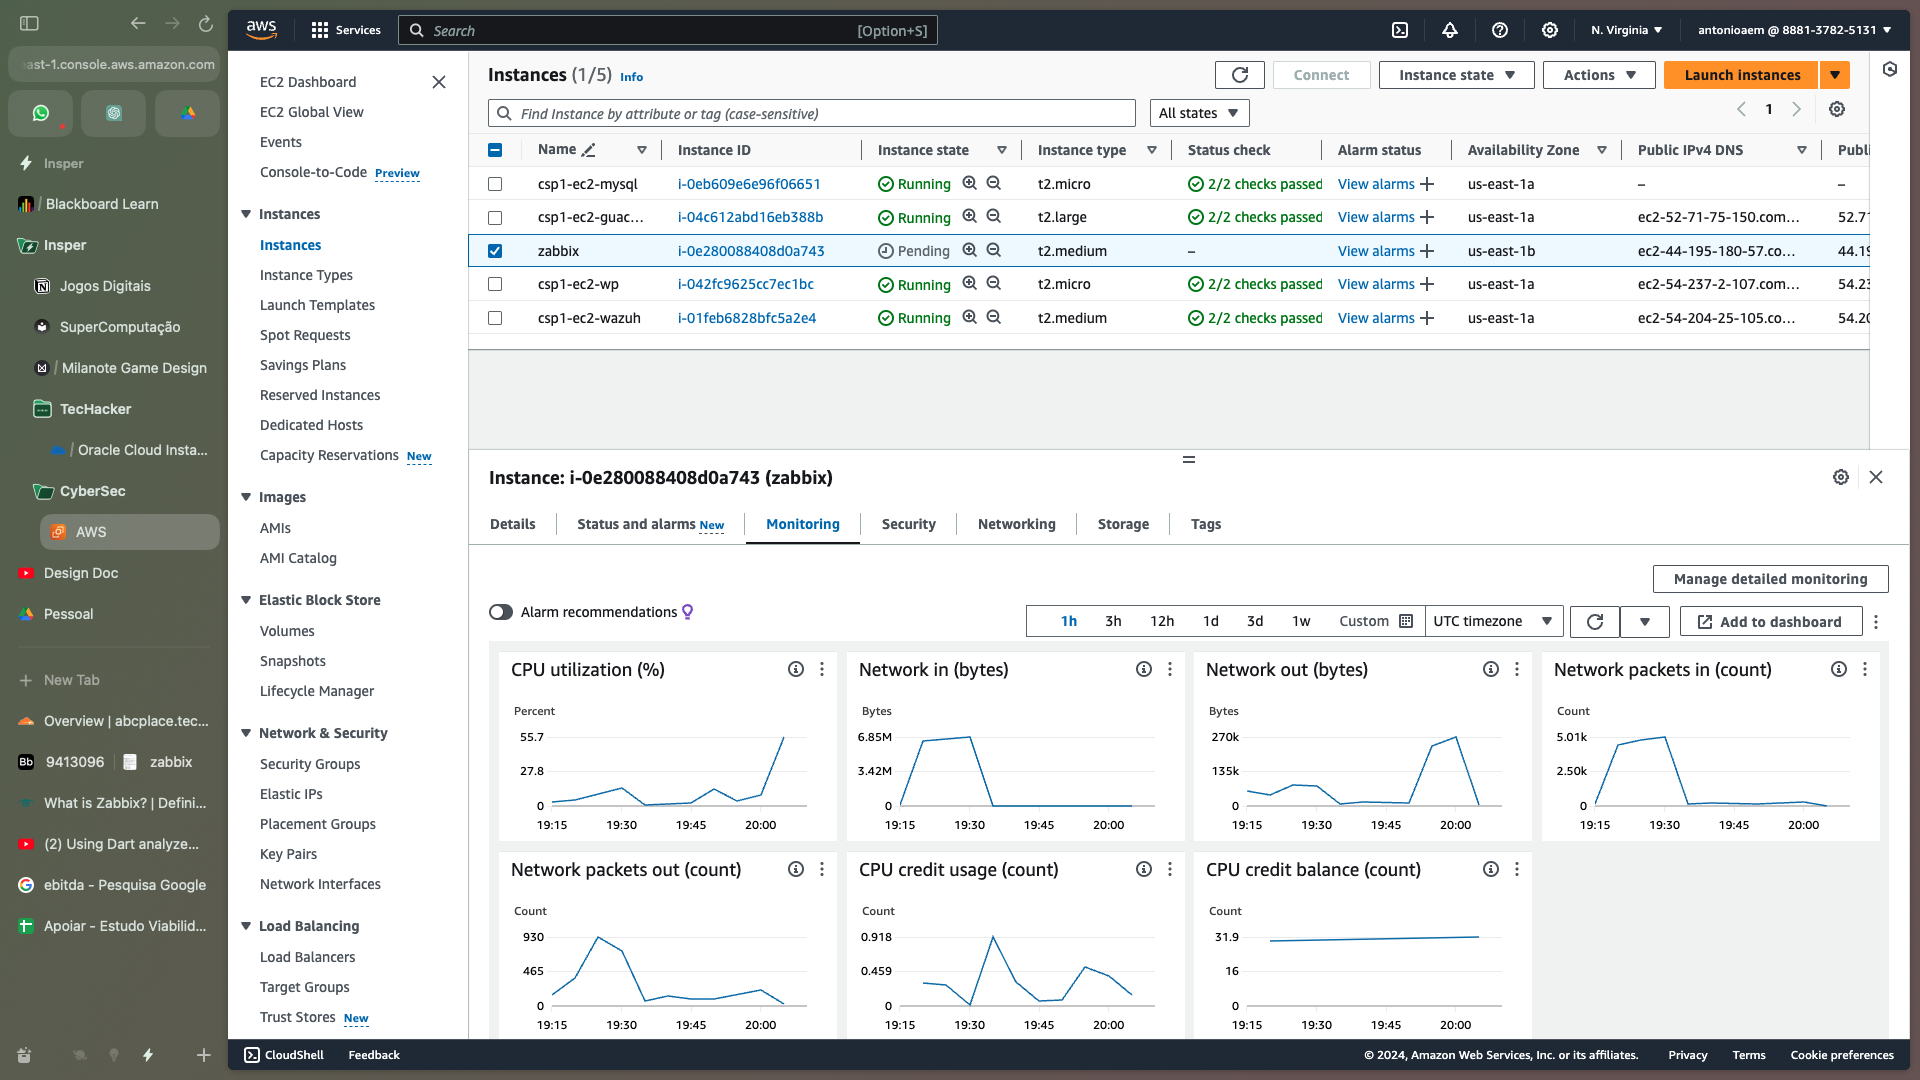 ast-1.console.aws.amazon.com
Insper
/ Blackboard Learn
Insper
Jogos Digitais
SuperComputação
/ Milanote Game Design
TecHacker
/ Oracle Cloud Insta...
CyberSec
AWS
Design Doc
Pessoal
New Tab
Overview | abcplace.tec...
Bb 9413096 zabbix
What is Zabbix? | Defini...
(2) Using Dart analyze...
ebitda - Pesquisa Google
Apoiar - Estudo Viabilid...
aws Services Search [Option+S] N. Virginia antonioaem @ 8881-3782-5131
EC2 Dashboard
EC2 Global View
Events
Console-to-Code Preview
Instances
Instances
Instance Types
Launch Templates
Spot Requests
Savings Plans
Reserved Instances
Dedicated Hosts
Capacity Reservations New
Images
AMIs
AMI Catalog
Elastic Block Store
Volumes
Snapshots
Lifecycle Manager
Network & Security
Security Groups
Elastic IPs
Placement Groups
Key Pairs
Network Interfaces
Load Balancing
Load Balancers
Target Groups
Trust Stores New
Instances (1/5) Info Connect Instance state Actions Launch instances
Find Instance by attribute or tag (case-sensitive) All states 1
Name Instance ID Instance state Instance type Status check Alarm status Availability Zone Public IPv4 DNS Publi
csp1-ec2-mysql i-0eb609e6e96f06651 Running t2.micro 2/2 checks passed View alarms + us-east-1a – –
csp1-ec2-guac... i-04c612abd16eb388b Running t2.large 2/2 checks passed View alarms + us-east-1a ec2-52-71-75-150.com... 52.71
zabbix i-0e280088408d0a743 Pending t2.medium – View alarms + us-east-1b ec2-44-195-180-57.co... 44.19
csp1-ec2-wp i-042fc9625cc7ec1bc Running t2.micro 2/2 checks passed View alarms + us-east-1a ec2-54-237-2-107.com... 54.23
csp1-ec2-wazuh i-01feb6828bfc5a2e4 Running t2.medium 2/2 checks passed View alarms + us-east-1a ec2-54-204-25-105.co... 54.20
Instance: i-0e280088408d0a743 (zabbix)
Details Status and alarms New Monitoring Security Networking Storage Tags
Manage detailed monitoring
Alarm recommendations 1h 3h 12h 1d 3d 1w Custom UTC timezone Add to dashboard
CPU utilization (%)
Percent
55.7
27.8
0
19:15 19:30 19:45 20:00
Network in (bytes)
Bytes
6.85M
3.42M
0
19:15 19:30 19:45 20:00
Network out (bytes)
Bytes
270k
135k
0
19:15 19:30 19:45 20:00
Network packets in (count)
Count
5.01k
2.50k
0
19:15 19:30 19:45 20:00
Network packets out (count)
Count
930
465
0
19:15 19:30 19:45 20:00
CPU credit usage (count)
Count
0.918
0.459
0
19:15 19:30 19:45 20:00
CPU credit balance (count)
Count
31.9
16
0
19:15 19:30 19:45 20:00
CloudShell Feedback © 2024, Amazon Web Services, Inc. or its affiliates. Privacy Terms Cookie preferences